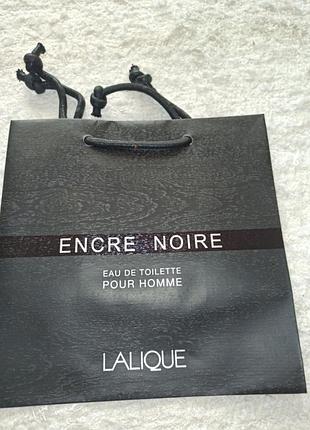 ENCRE NOIRE
EAU DE TOILETTE
POUR HOMME
LALIQUE